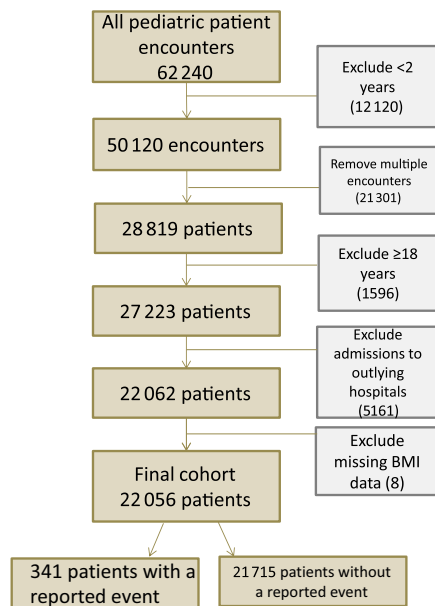 All pediatric patient
encounters
62 240
Exclude <2
years
(12 120)
50 120 encounters
Remove multiple
encounters
(21 301)
28 819 patients
Exclude ≥18
years
(1596)
27 223 patients
Exclude
admissions to
outlying
hospitals
(5161)
22 062 patients
Exclude
missing BMI
data (8)
Final cohort
22 056 patients
341 patients with a
reported event
21 715 patients without
a reported event